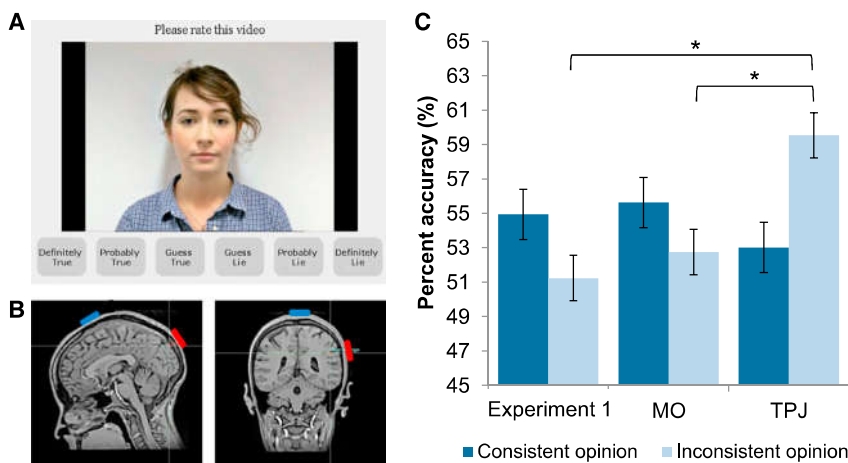 A
Please rate this video
Definitely
True
Probably
True
Guess
True
Guess
Lie
Probably
Lie
Definitely
Lie
B
C
Percent accuracy (%)
65
63
61
59
57
55
53
51
49
47
45
*
*
Experiment 1 MO TPJ
Consistent opinion Inconsistent opinion